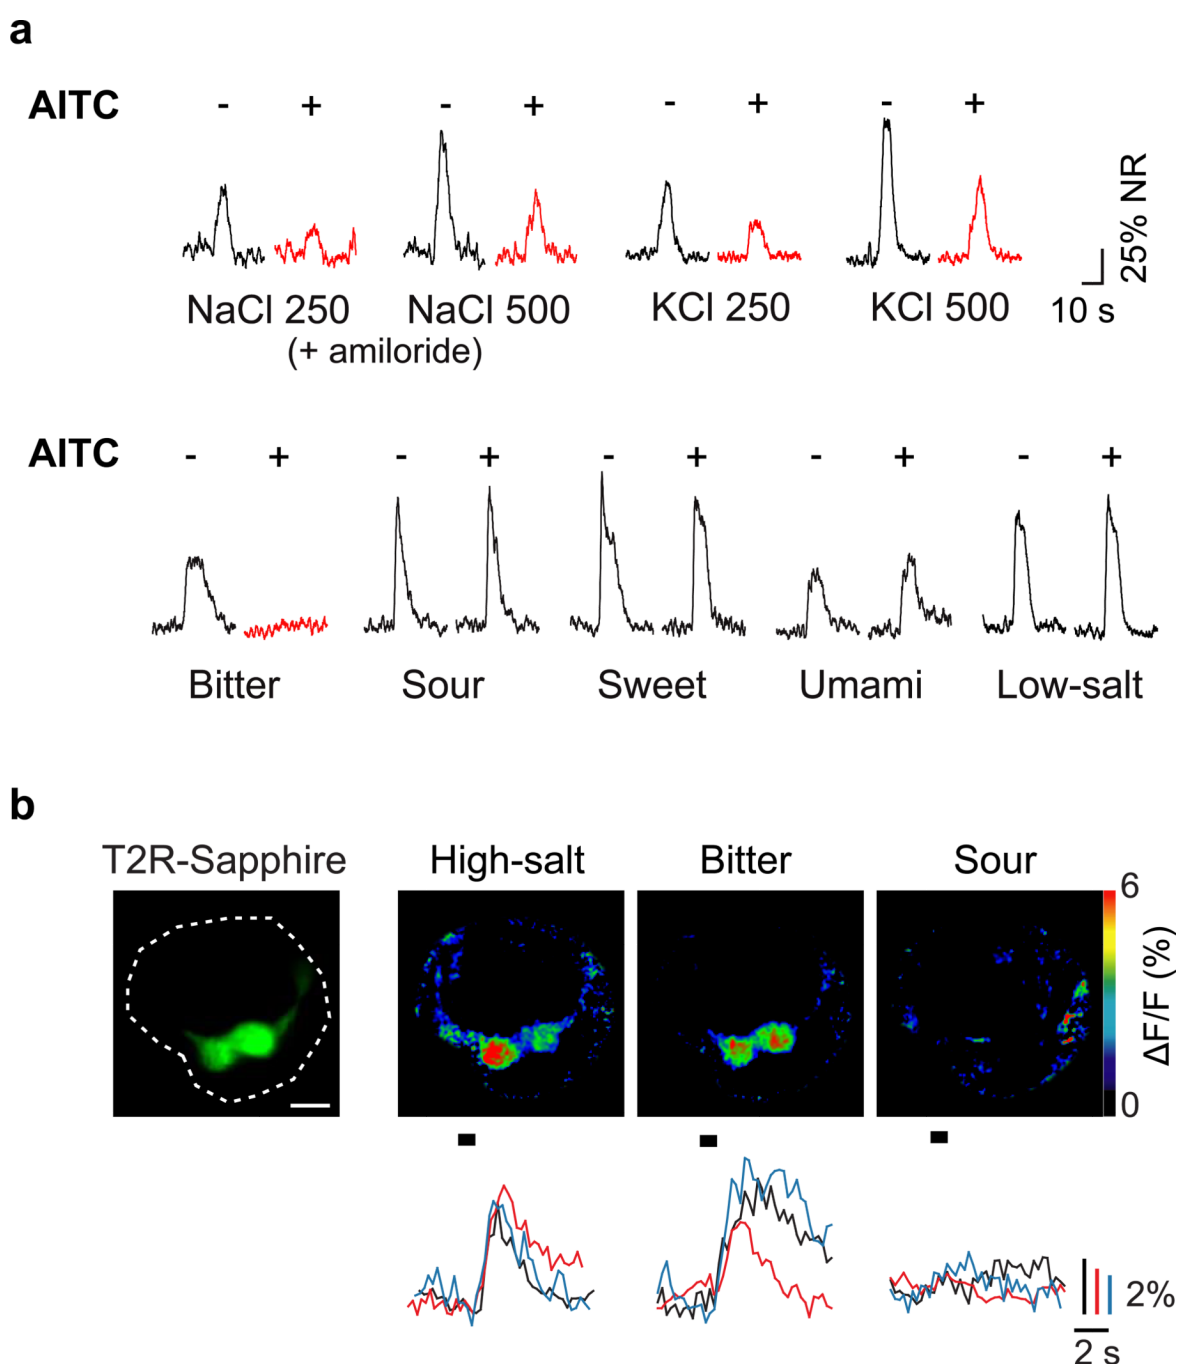 a
AITC - + - + - + - +
25% NR
10 s
NaCl 250 NaCl 500 KCl 250 KCl 500
(+ amiloride)
AITC - + - + - + - + - +
Bitter Sour Sweet Umami Low-salt
b
T2R-Sapphire High-salt Bitter Sour
6
0
ΔF/F (%)
2%
2 s